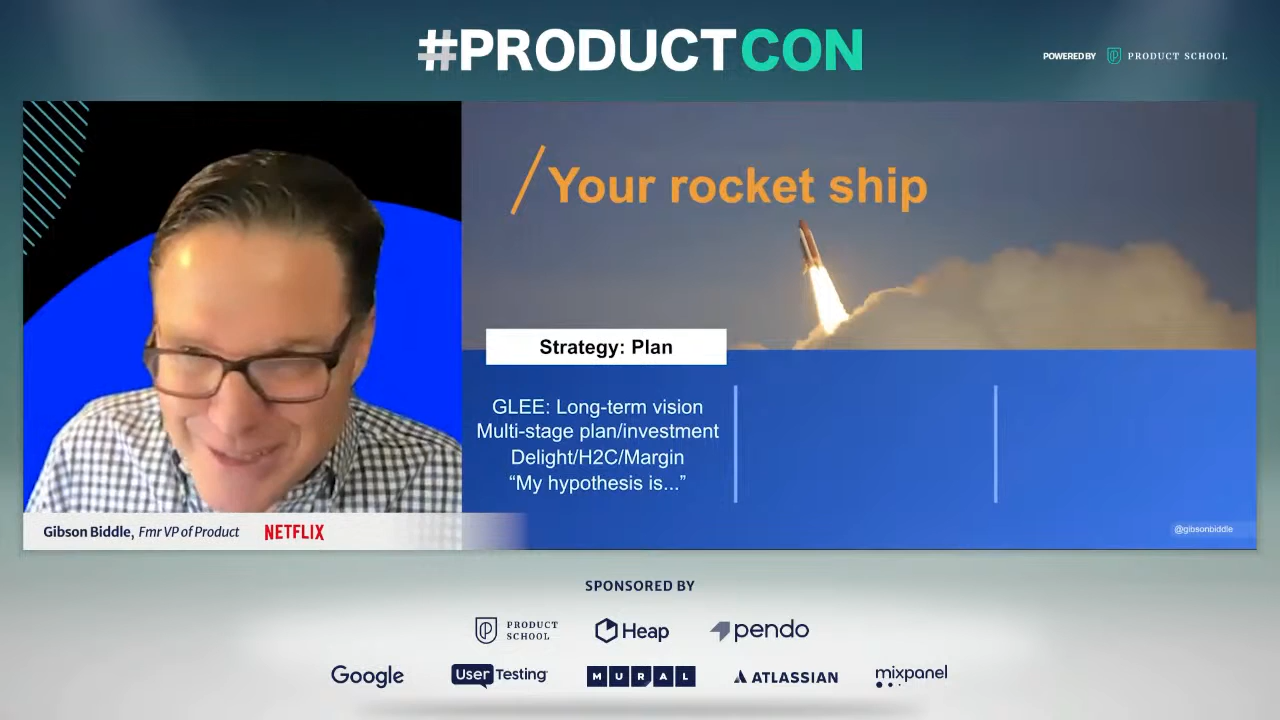 #PRODUCTCON
POWERED BY PRODUCT SCHOOL
Your rocket ship
Strategy: Plan
GLEE: Long-term vision
Multi-stage plan/investment
Delight/H2C/Margin
“My hypothesis is...”
@gibsonbiddle
Gibson Biddle, Fmr VP of Product NETFLIX
SPONSORED BY
PRODUCT
SCHOOL
Heap
pendo
Google
UserTesting
MURAL
ATLASSIAN
mixpanel